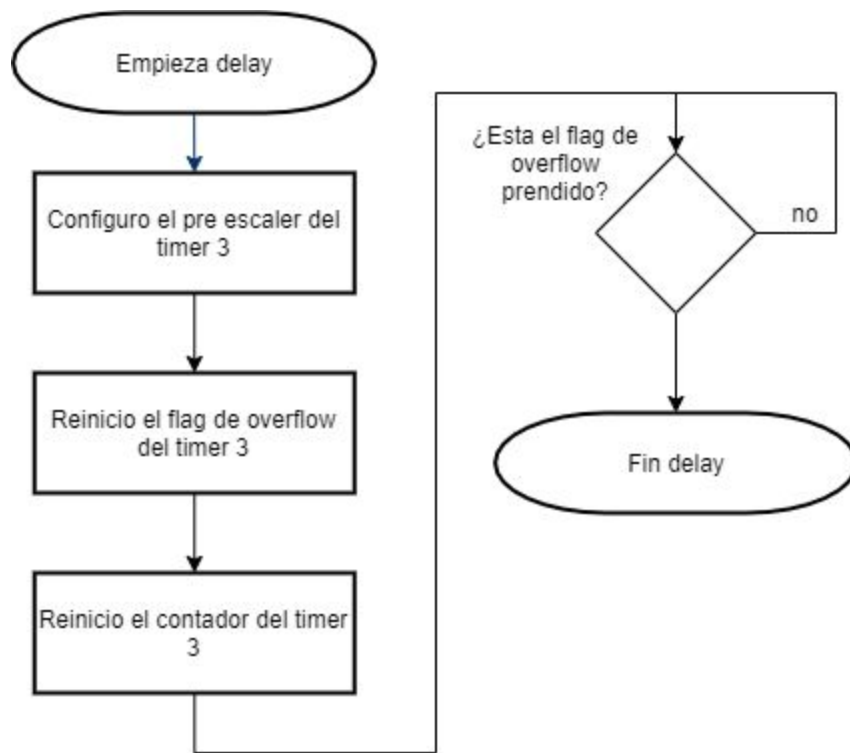 Empieza delay
Configuro el pre escaler del
timer 3
Reinicio el flag de overflow
del timer 3
Reinicio el contador del timer
3
¿Esta el flag de
overflow
prendido?
no
Fin delay